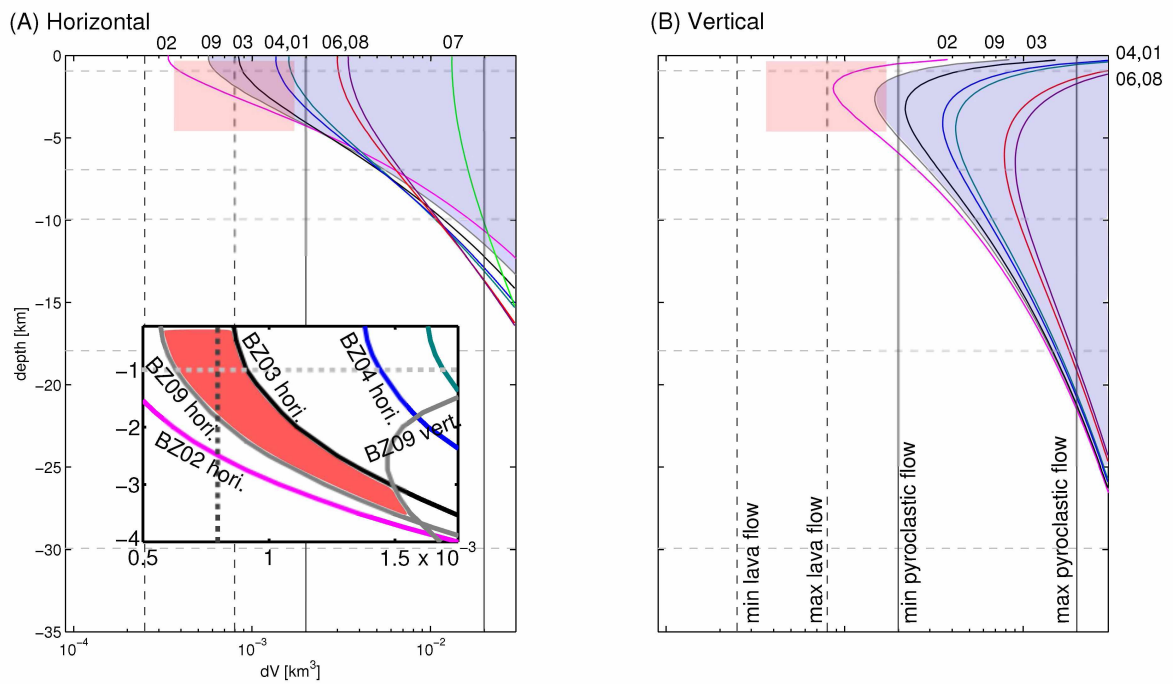 (A) Horizontal
(B) Vertical
02 09 03 04,01 06,08 07
02 09 03 04,01
06,08
0
−5
−10
−15
−20
−25
−30
−35
depth [km]
10−4 10−3 10−2
dV [km3]
−1
−2
−3
−4
0.5 1 1.5 x 10−3
BZ09 hori.
BZ02 hori.
BZ03 hori.
BZ04 hori.
BZ09 vert.
min lava flow
max lava flow
min pyroclastic flow
max pyroclastic flow